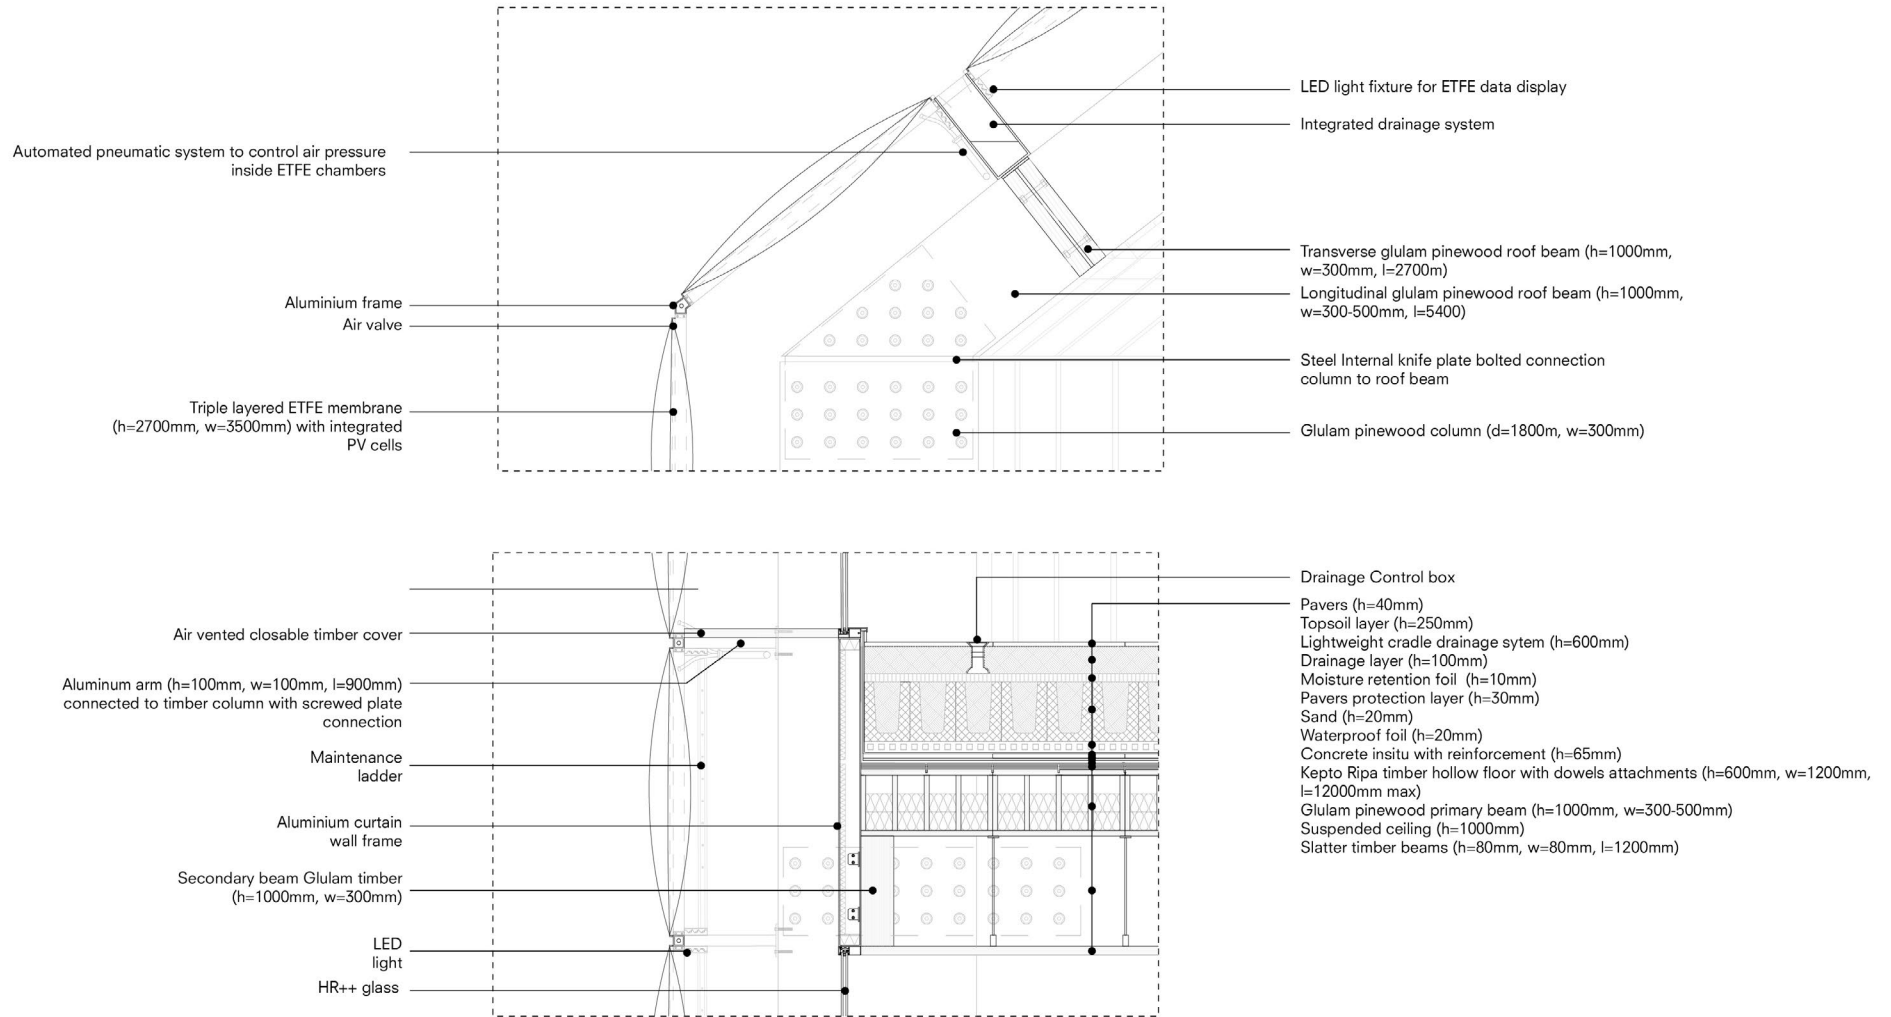 LED light fixture for ETFE data display
Integrated drainage system
Automated pneumatic system to control air pressure
inside ETFE chambers
Transverse glulam pinewood roof beam (h=1000mm,
w=300mm, l=2700m)
Aluminium frame
Air valve
Longitudinal glulam pinewood roof beam (h=1000mm,
w=300-500mm, l=5400)
Steel Internal knife plate bolted connection
column to roof beam
Triple layered ETFE membrane
(h=2700mm, w=3500mm) with integrated
PV cells
Glulam pinewood column (d=1800m, w=300mm)
Air vented closable timber cover
Aluminum arm (h=100mm, w=100mm, l=900mm)
connected to timber column with screwed plate
connection
Maintenance
ladder
Aluminium curtain
wall frame
Secondary beam Glulam timber
(h=1000mm, w=300mm)
LED
light
HR++ glass
Drainage Control box
Pavers (h=40mm)
Topsoil layer (h=250mm)
Lightweight cradle drainage sytem (h=600mm)
Drainage layer (h=100mm)
Moisture retention foil (h=10mm)
Pavers protection layer (h=30mm)
Sand (h=20mm)
Waterproof foil (h=20mm)
Concrete insitu with reinforcement (h=65mm)
Kepto Ripa timber hollow floor with dowels attachments (h=600mm, w=1200mm,
l=12000mm max)
Glulam pinewood primary beam (h=1000mm, w=300-500mm)
Suspended ceiling (h=1000mm)
Slatter timber beams (h=80mm, w=80mm, l=1200mm)